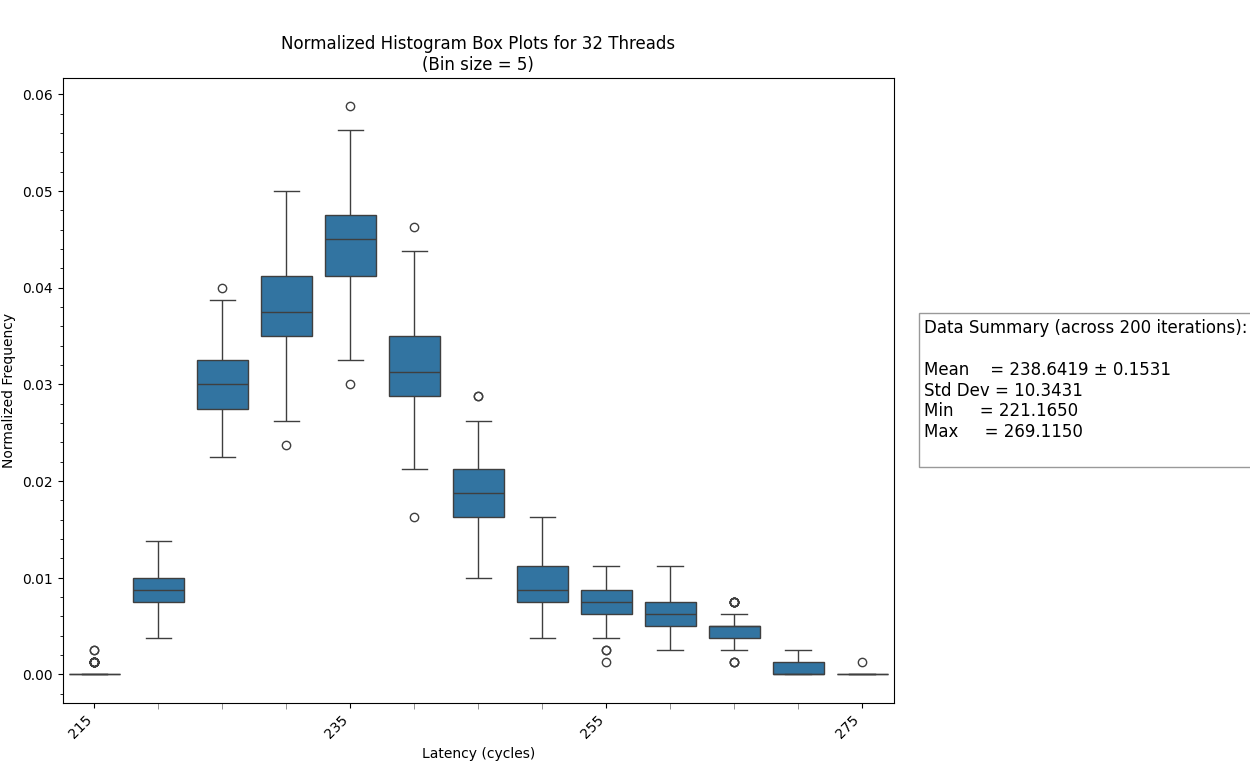 Normalized Histogram Box Plots for 32 Threads
(Bin size = 5)
Normalized Frequency
0.06
0.05
0.04
0.03
0.02
0.01
0.00
215
235
255
275
Latency (cycles)
Data Summary (across 200 iterations):
Mean = 238.6419 ± 0.1531
Std Dev = 10.3431
Min = 221.1650
Max = 269.1150